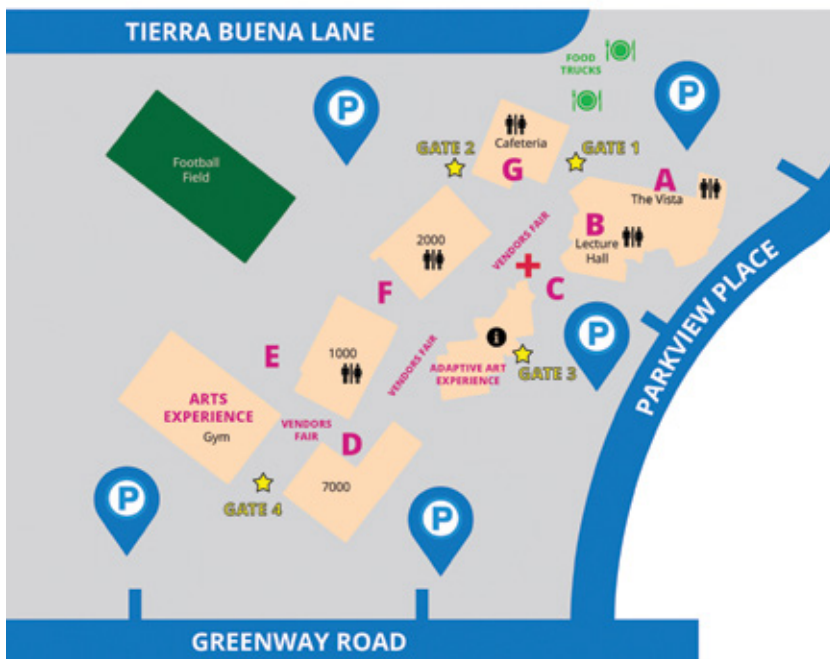 TIERRA BUENA LANE
FOOD
TRUCKS
P
P
Cafeteria
GATE 2
GATE 1
G
Football
Field
A
The Vista
B
Lecture
Hall
2000
VENDORS FAIR
C
F
PARKVIEW PLACE
P
1000
E
VENDORS FAIR
i
ADAPTIVE ART
EXPERIENCE
GATE 3
ARTS
EXPERIENCE
Gym
VENDORS
FAIR
D
7000
GATE 4
P
P
GREENWAY ROAD